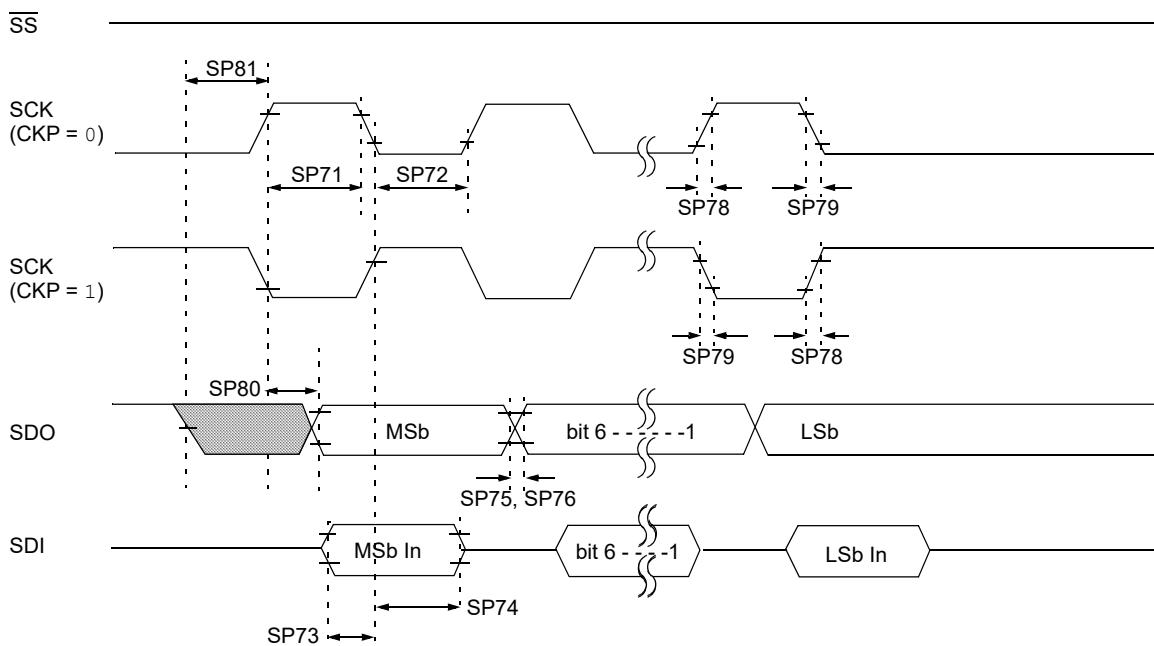 SS
SP81
SCK
(CKP = 0)
SP71
SP72
SP78
SP79
SCK
(CKP = 1)
SP79
SP78
SP80
SDO
MSb
bit 6 - - - - - - -1
LSb
SP75, SP76
SDI
MSb In
bit 6 - - - - -1
LSb In
SP74
SP73